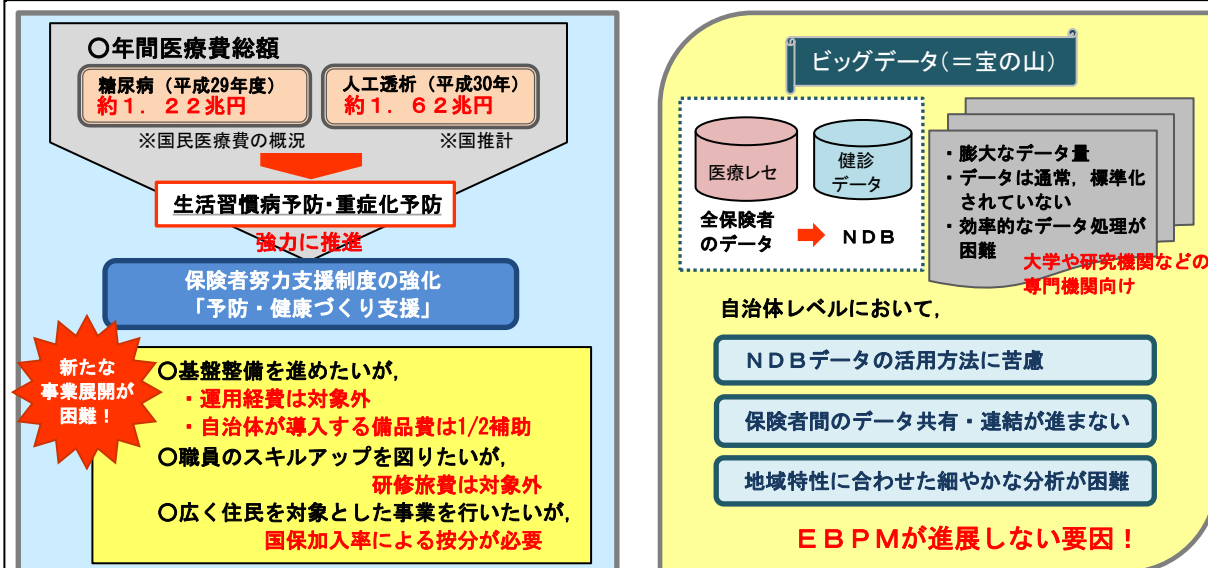 〇年間医療費総額
糖尿病（平成29年度）
約１．２２兆円
人工透析（平成30年）
約１．６２兆円
※国民医療費の概況
※国推計
生活習慣病予防・重症化予防
強力に推進
保険者努力支援制度の強化
「予防・健康づくり支援」
新たな
事業展開が
困難！
〇基盤整備を進めたいが，
・運用経費は対象外
・自治体が導入する備品費は1/2補助
〇職員のスキルアップを図りたいが，
研修旅費は対象外
〇広く住民を対象とした事業を行いたいが，
国保加入率による按分が必要
ビッグデータ（＝宝の山）
医療レセ
健診
データ
全保険者
のデータ
ＮＤＢ
・膨大なデータ量
・データは通常，標準化
されていない
・効率的なデータ処理が
困難
大学や研究機関などの
専門機関向け
自治体レベルにおいて，
ＮＤＢデータの活用方法に苦慮
保険者間のデータ共有・連結が進まない
地域特性に合わせた細やかな分析が困難
ＥＢＰＭが進展しない要因！